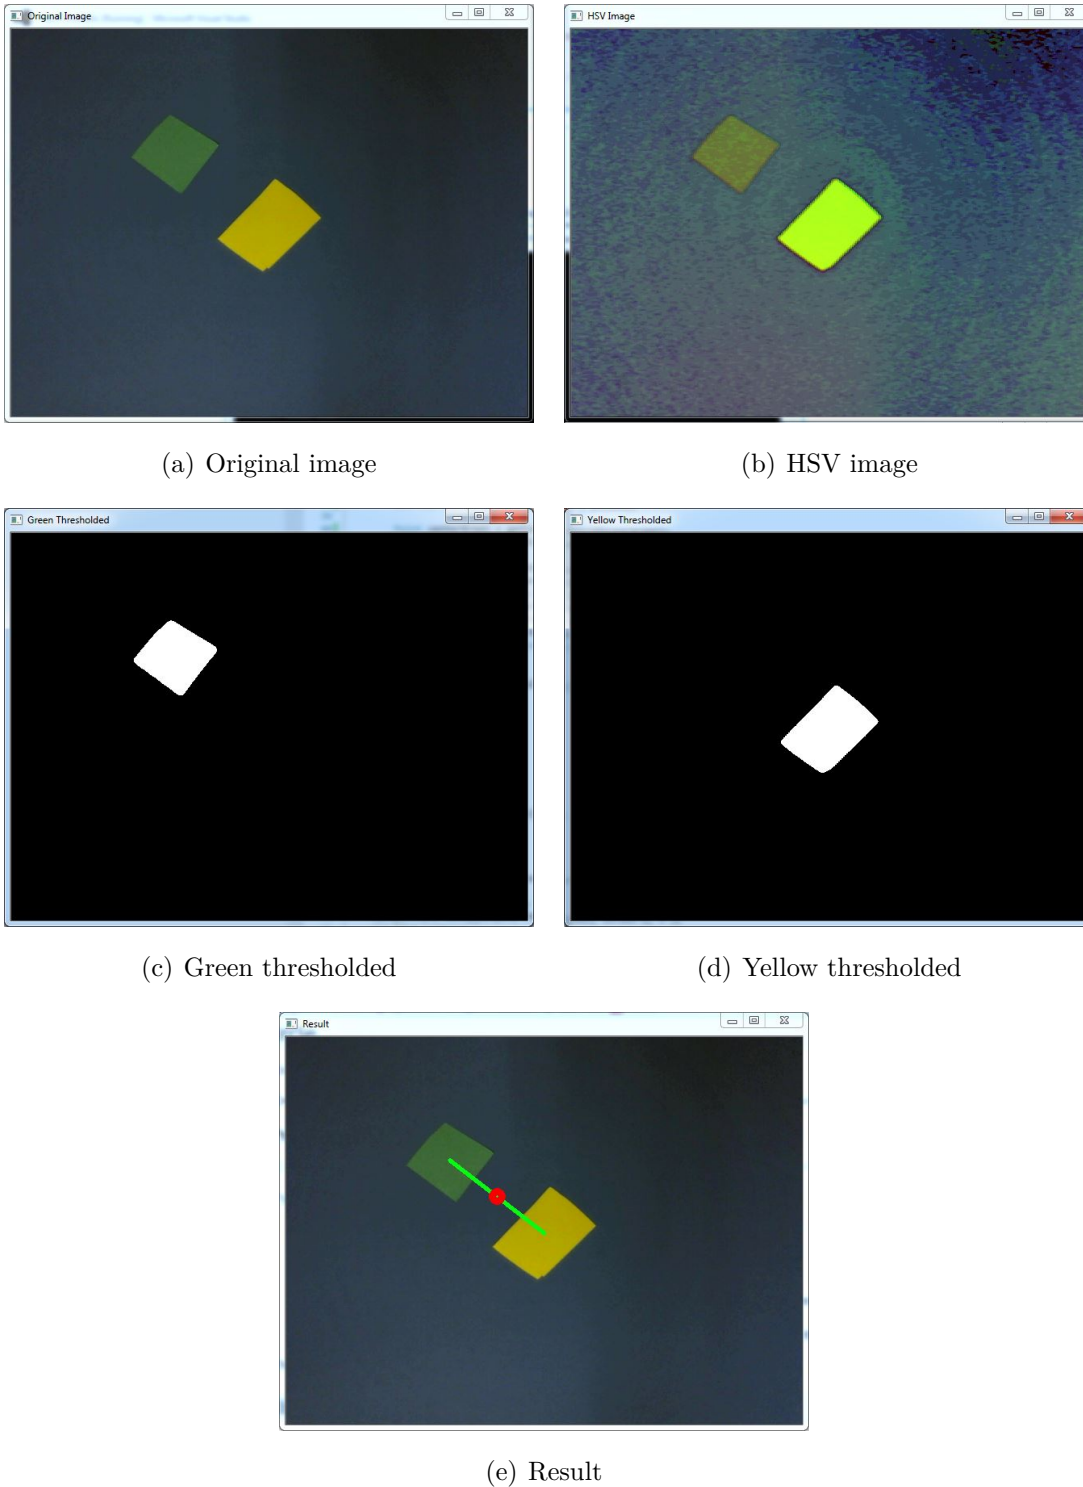 Original Image
HSV Image
(a) Original image
(b) HSV image
Green Thresholded
Yellow Thresholded
(c) Green thresholded
(d) Yellow thresholded
Result
(e) Result